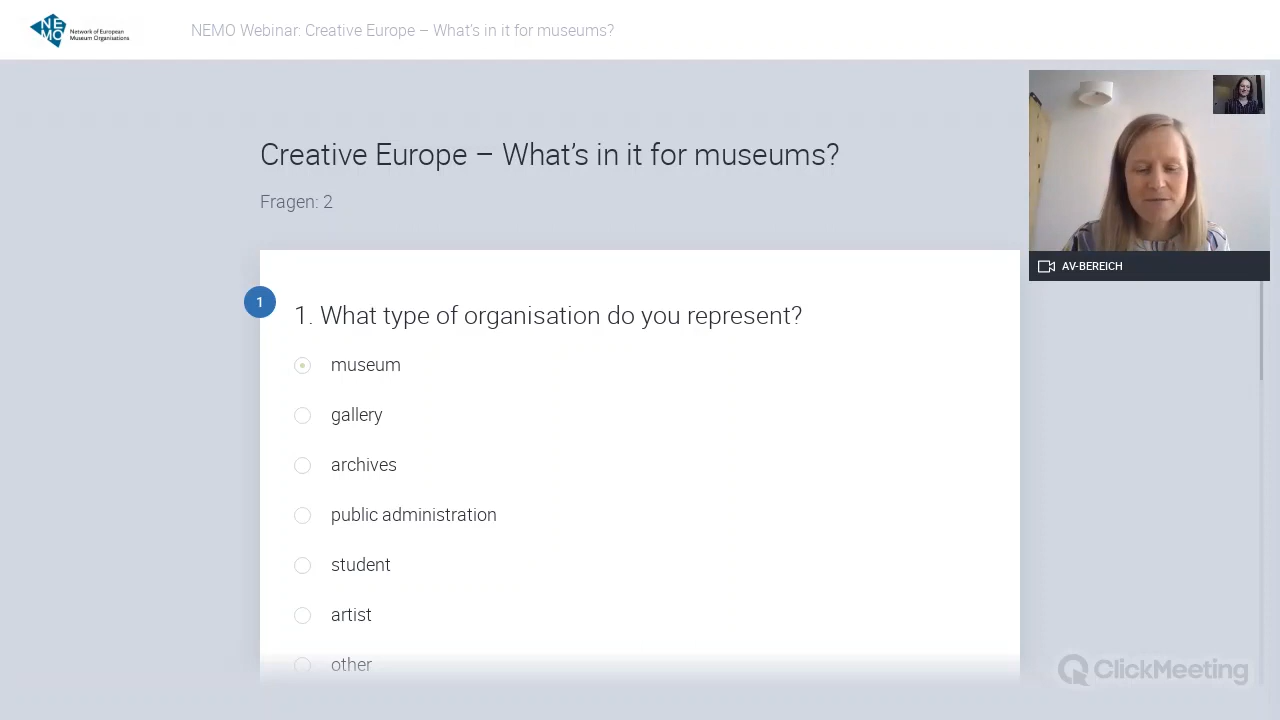 NE
MO
Network of European
Museum Organisations
NEMO Webinar: Creative Europe – What's in it for museums?
Creative Europe – What's in it for museums?
Fragen: 2
AV-BEREICH
1
1. What type of organisation do you represent?
museum
gallery
archives
public administration
student
artist
other
ClickMeeting